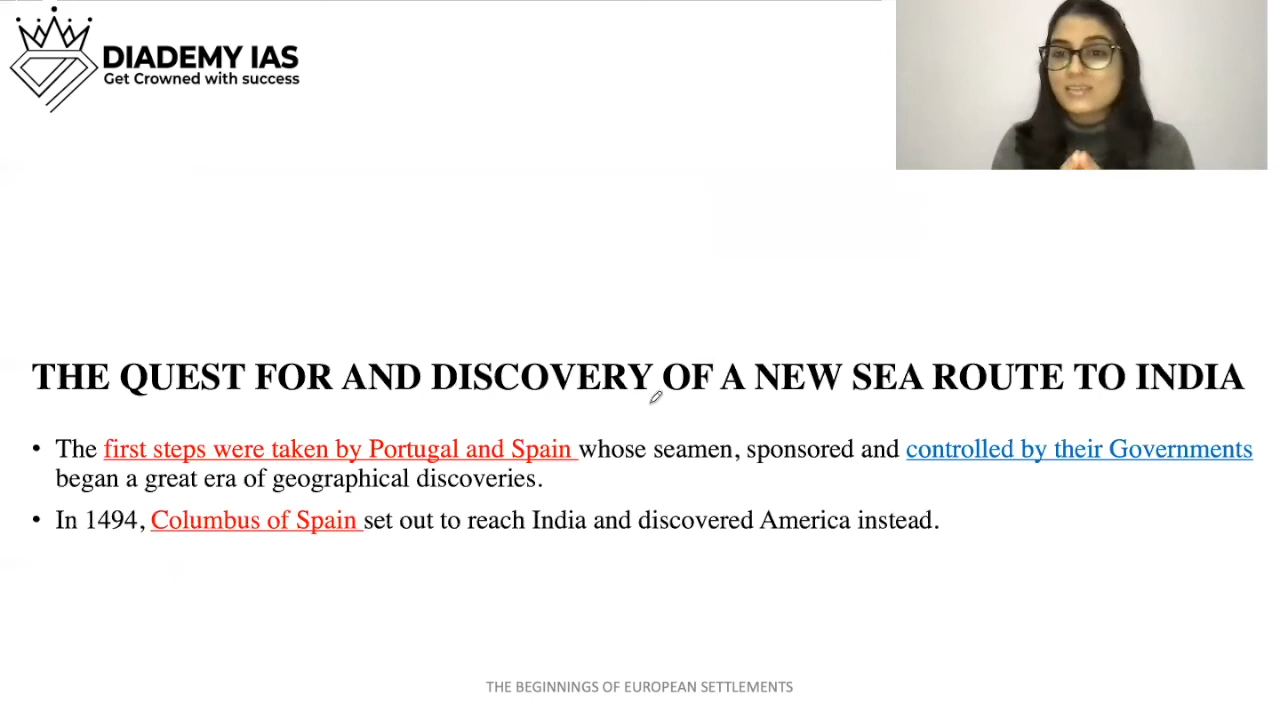 DIADEMY IAS
Get Crowned with success
THE QUEST FOR AND DISCOVERY OF A NEW SEA ROUTE TO INDIA
• The first steps were taken by Portugal and Spain whose seamen, sponsored and controlled by their Governments
began a great era of geographical discoveries.
• In 1494, Columbus of Spain set out to reach India and discovered America instead.
THE BEGINNINGS OF EUROPEAN SETTLEMENTS